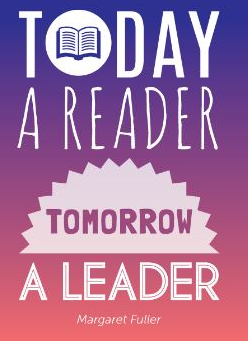 TODAY
A READER
TOMORROW
A LEADER
Margaret Fuller